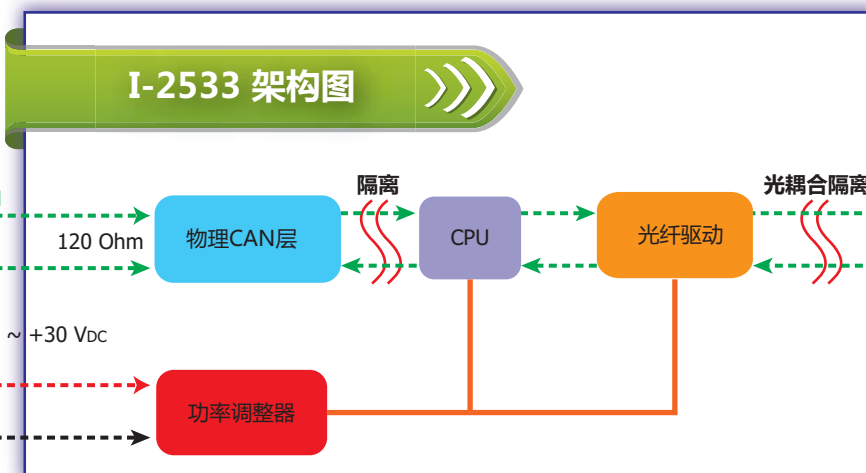 I-2533 架构图
隔离
光耦合隔离
120 Ohm
物理CAN层
CPU
光纤驱动
~ +30 VDC
功率调整器